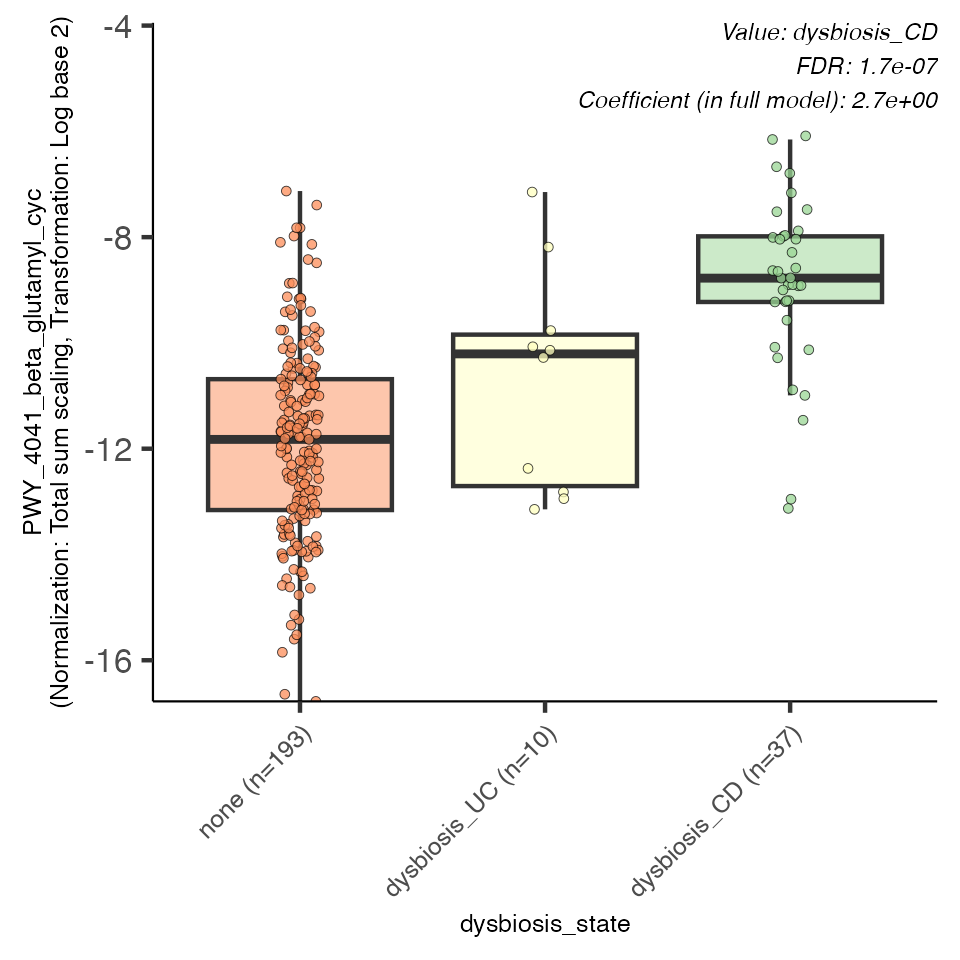 Value: dysbiosis_CD
FDR: 1.7e-07
Coefficient (in full model): 2.7e+00
PWY_4041_beta_glutamyl_cyc
(Normalization: Total sum scaling, Transformation: Log base 2)
-4
-8
-12
-16
none (n=193)
dysbiosis_UC (n=10)
dysbiosis_CD (n=37)
dysbiosis_state